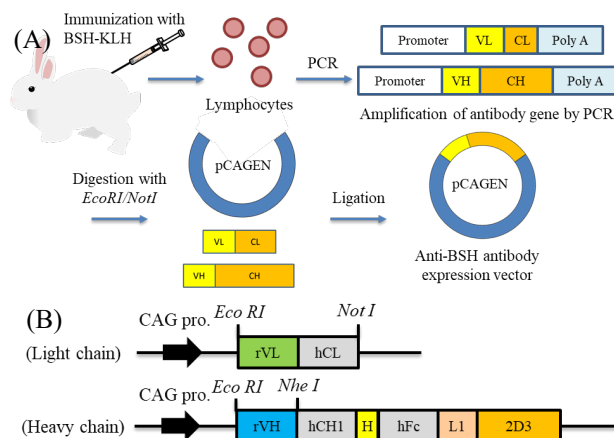 (A)
Immunization with
BSH-KLH
Lymphocytes
PCR
Promoter VL CL Poly A
Promoter VH CH Poly A
Amplification of antibody gene by PCR
Digestion with
EcoRI/NotI
pCAGEN
VL CL
VH CH
Ligation
pCAGEN
Anti-BSH antibody
expression vector
(B)
CAG pro. Eco RI Not I
(Light chain) rVL hCL
CAG pro. Eco RI Nhe I
(Heavy chain) rVH hCH1 H hFc L1 2D3